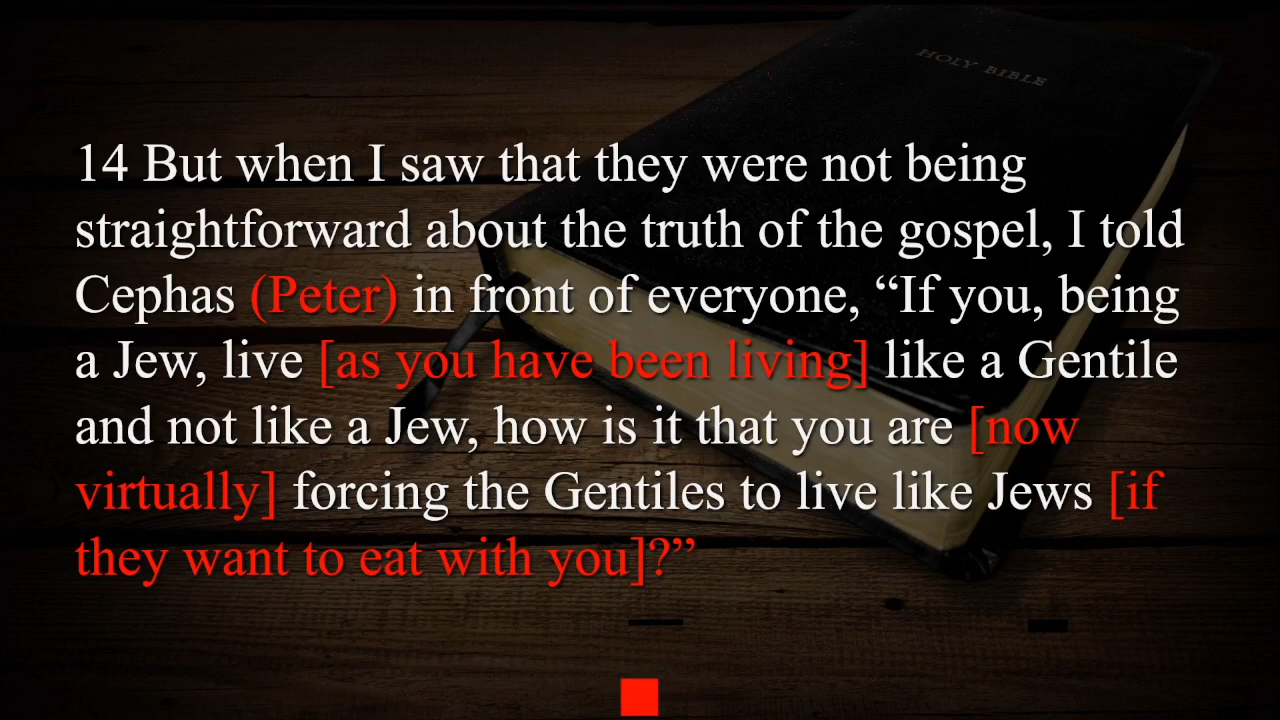 HOLY BIBLE
14 But when I saw that they were not being
straightforward about the truth of the gospel, I told
Cephas (Peter) in front of everyone, “If you, being
a Jew, live [as you have been living] like a Gentile
and not like a Jew, how is it that you are [now
virtually] forcing the Gentiles to live like Jews [if
they want to eat with you]?”